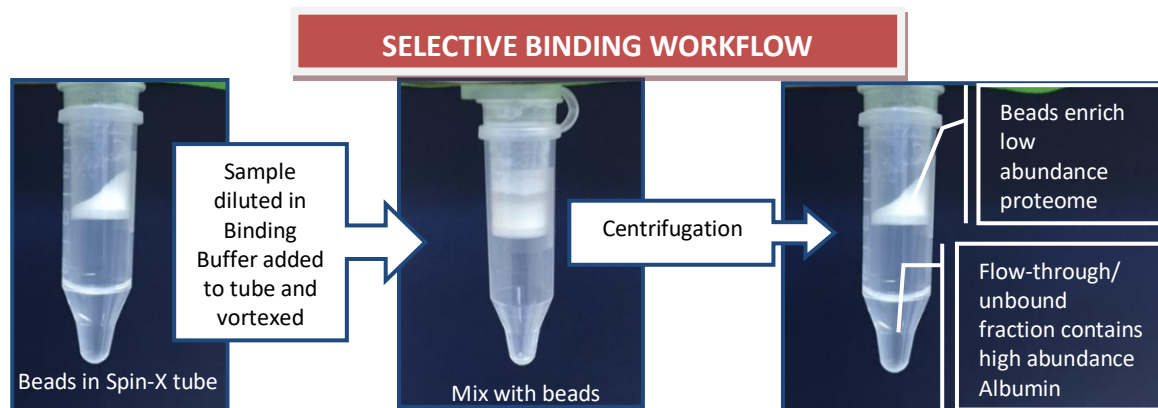 SELECTIVE BINDING WORKFLOW
Beads in Spin-X tube
Sample
diluted in
Binding
Buffer added
to tube and
vortexed
Mix with beads
Centrifugation
Beads enrich
low
abundance
proteome
Flow-through/
unbound
fraction contains
high abundance
Albumin